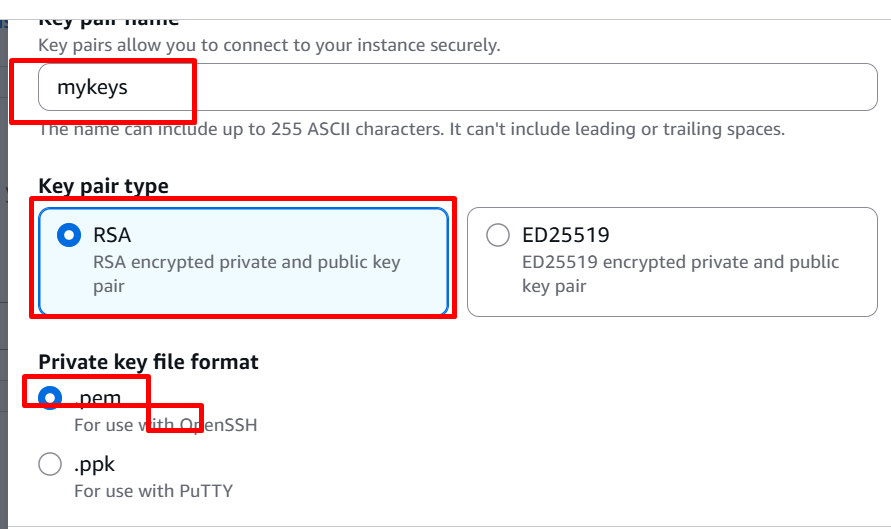 Key pair name
Key pairs allow you to connect to your instance securely.
mykeys
The name can include up to 255 ASCII characters. It can't include leading or trailing spaces.
Key pair type
RSA
RSA encrypted private and public key
pair
ED25519
ED25519 encrypted private and public
key pair
Private key file format
.pem
For use with OpenSSH
.ppk
For use with PuTTY